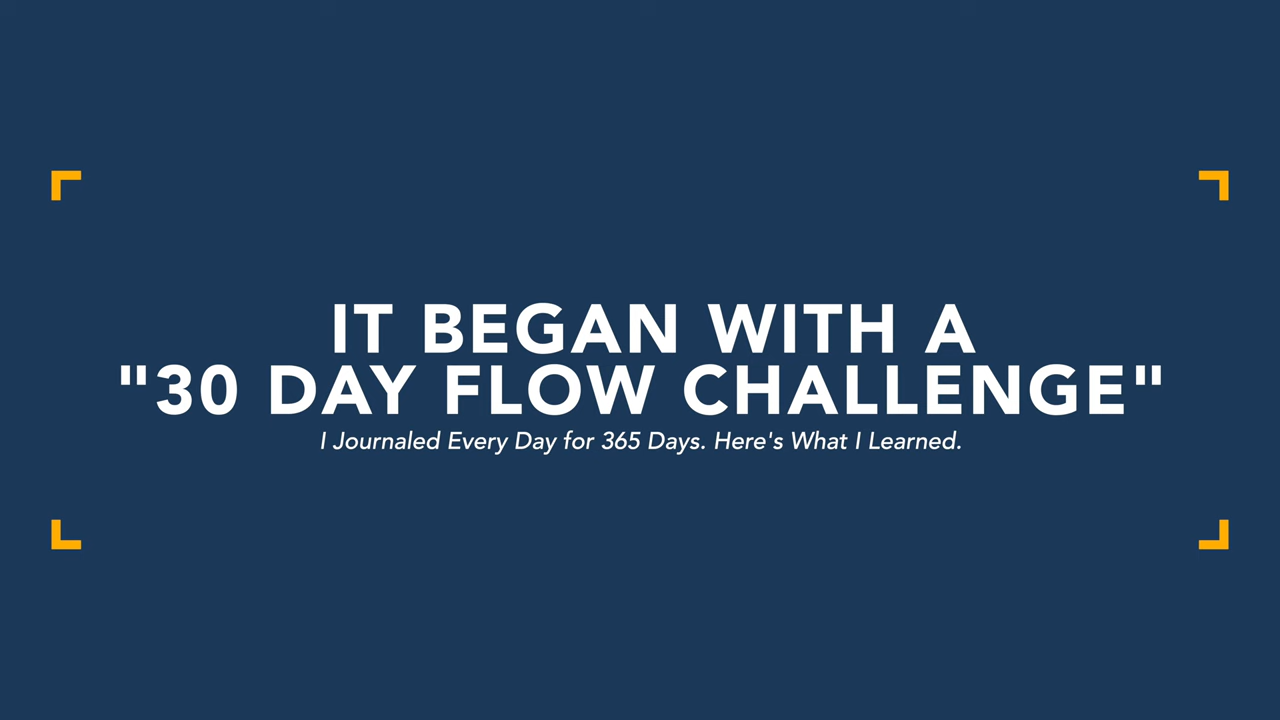 IT BEGAN WITH A
"30 DAY FLOW CHALLENGE"
I Journaled Every Day for 365 Days. Here's What I Learned.